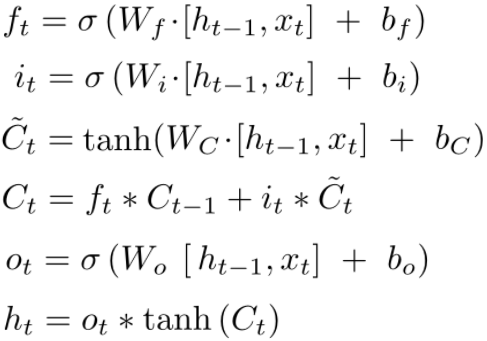 f_t = σ (W_f · [h_{t−1}, x_t] + b_f)
i_t = σ (W_i · [h_{t−1}, x_t] + b_i)
C̃_t = tanh(W_C · [h_{t−1}, x_t] + b_C)
C_t = f_t ∗ C_{t−1} + i_t ∗ C̃_t
o_t = σ (W_o [ h_{t−1}, x_t] + b_o)
h_t = o_t ∗ tanh (C_t)